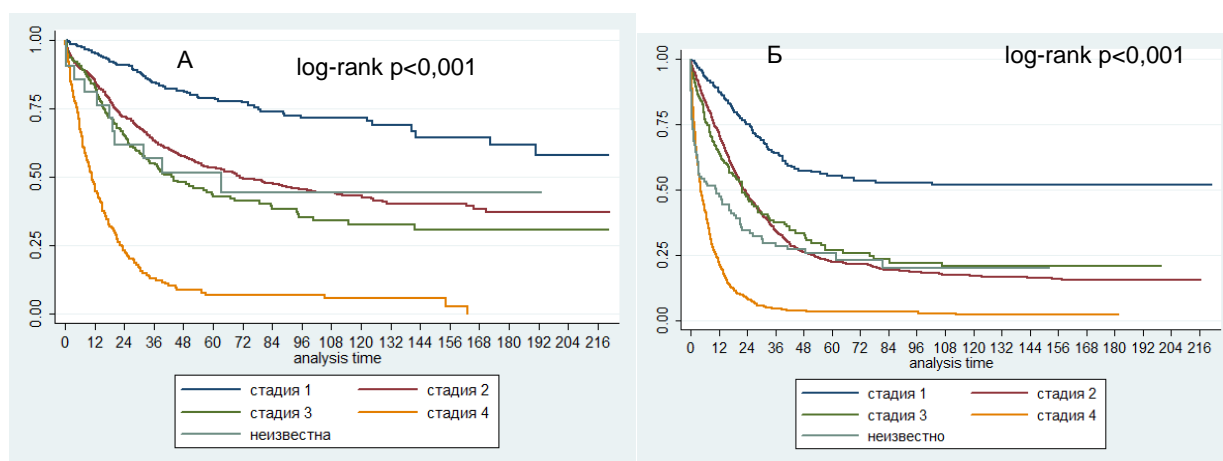 А
log-rank p<0,001
1.00
0.75
0.50
0.25
0.00
0 12 24 36 48 60 72 84 96 108 120 132 144 156 168 180 192 204 216
analysis time
стадия 1 стадия 2
стадия 3 стадия 4
неизвестна
Б
log-rank p<0,001
1.00
0.75
0.50
0.25
0.00
0 12 24 36 48 60 72 84 96 108 120 132 144 156 168 180 192 204 216
analysis time
стадия 1 стадия 2
стадия 3 стадия 4
неизвестно